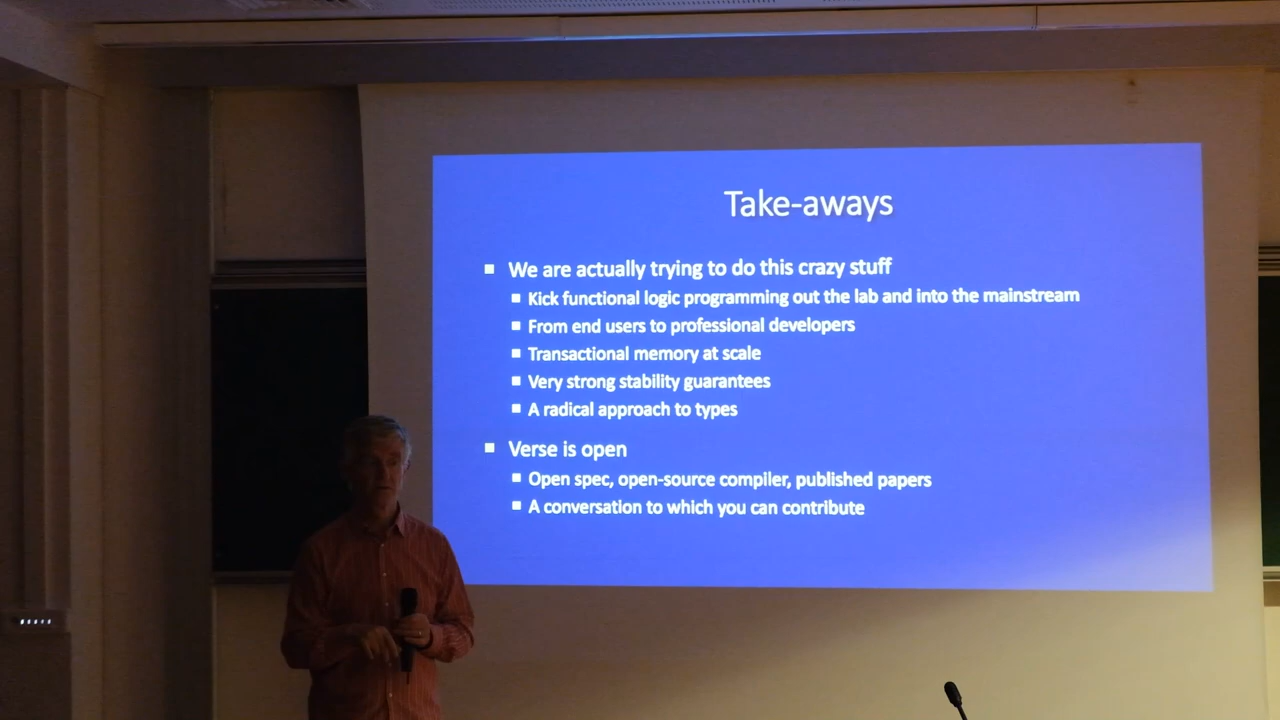 Take-aways
We are actually trying to do this crazy stuff
Kick functional logic programming out the lab and into the mainstream
From end users to professional developers
Transactional memory at scale
Very strong stability guarantees
A radical approach to types
Verse is open
Open spec, open-source compiler, published papers
A conversation to which you can contribute